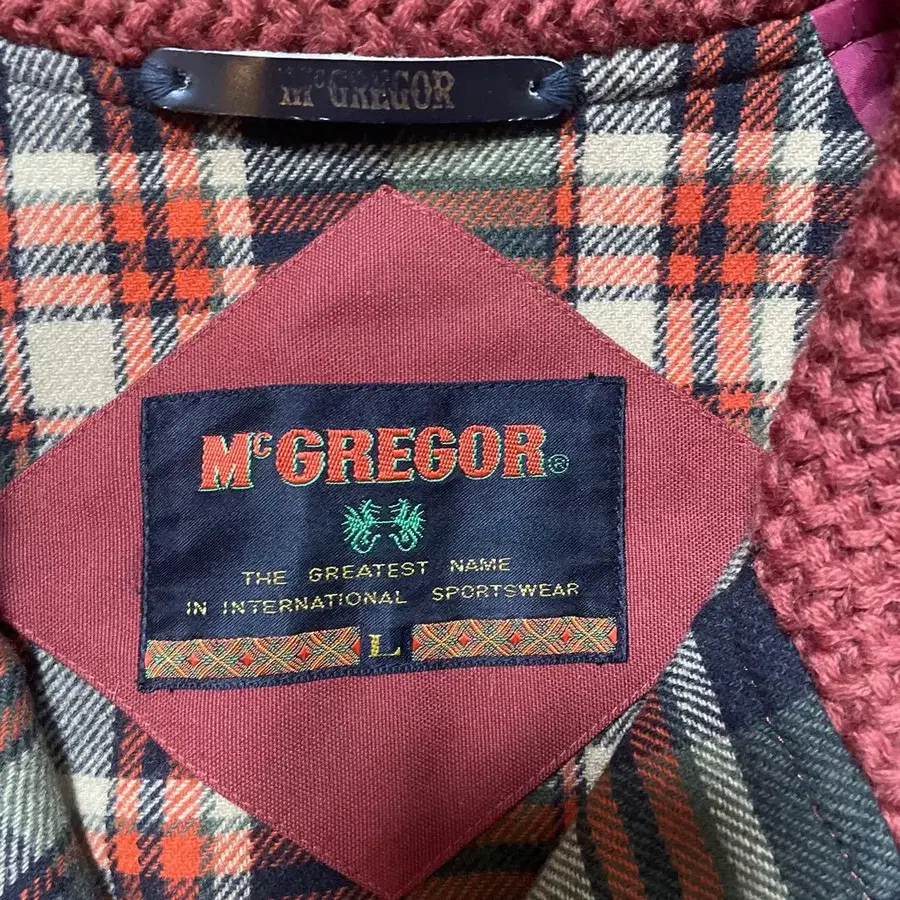 McGREGOR
McGREGOR®
THE GREATEST NAME
IN INTERNATIONAL SPORTSWEAR
L